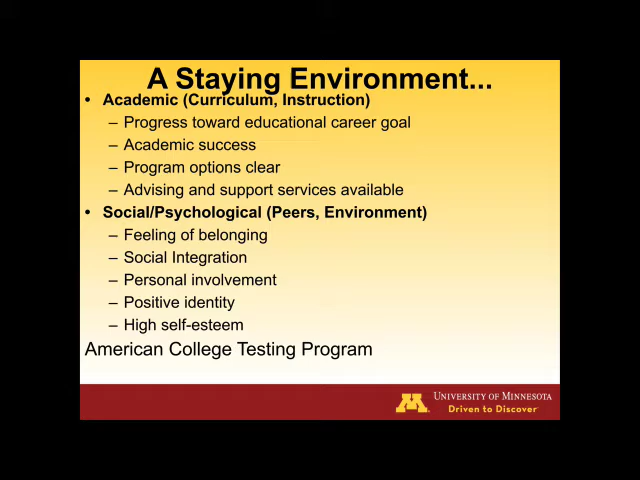 A Staying Environment...
• Academic (Curriculum, Instruction)
– Progress toward educational career goal
– Academic success
– Program options clear
– Advising and support services available
• Social/Psychological (Peers, Environment)
– Feeling of belonging
– Social Integration
– Personal involvement
– Positive identity
– High self-esteem
American College Testing Program
M
UNIVERSITY OF MINNESOTA
Driven to Discover